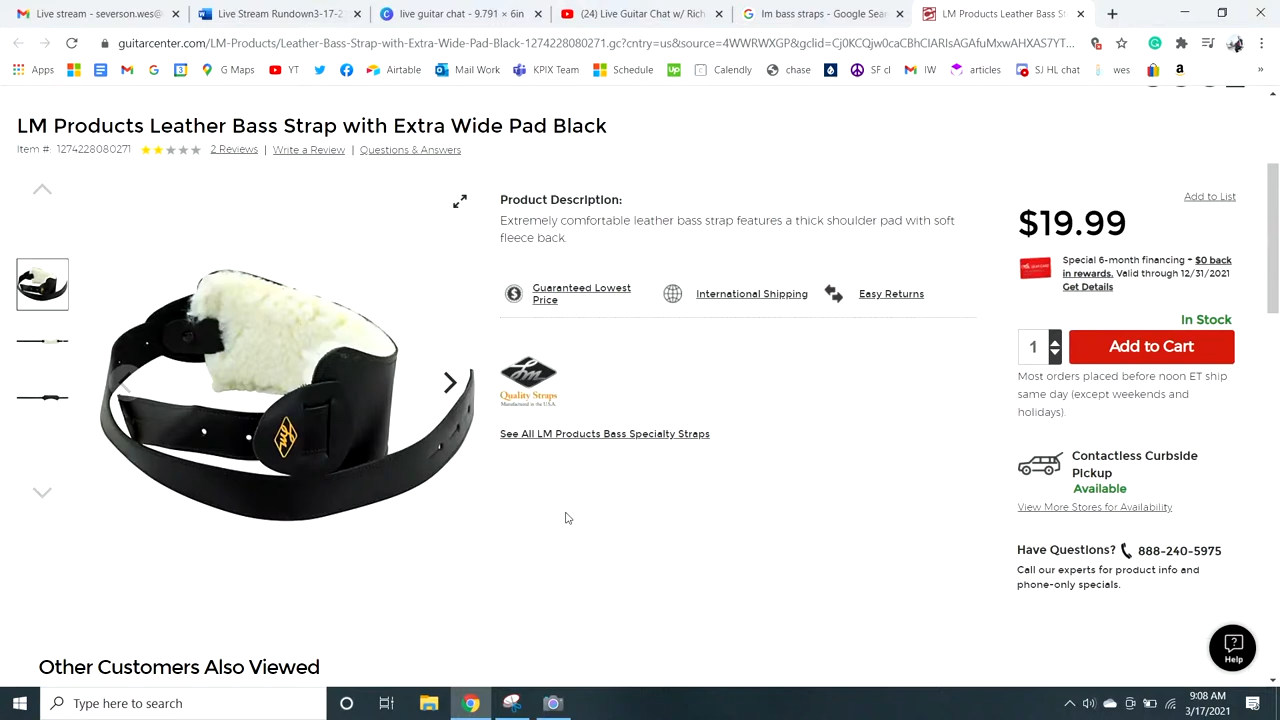 Live stream - severson.wes@
Live Stream Rundown3-17-2
live guitar chat - 9.791 × 6in
(24) Live Guitar Chat w/ Rich
lm bass straps - Google Sear
LM Products Leather Bass St
guitarcenter.com/LM-Products/Leather-Bass-Strap-with-Extra-Wide-Pad-Black-1274228080271.gc?cntry=us&source=4WWRWXGP&gclid=Cj0KCQjw0caCBhCIARIsAGAfuMxwAHXAS7YT...
Apps
G Maps
YT
Airtable
Mail Work
KPIX Team
Schedule
Calendly
chase
SF cl
IW
articles
SJ HL chat
wes
»
LM Products Leather Bass Strap with Extra Wide Pad Black
Item #: 1274228080271 2 Reviews | Write a Review | Questions & Answers
Product Description:
Extremely comfortable leather bass strap features a thick shoulder pad with soft
fleece back.
Guaranteed Lowest
Price
International Shipping
Easy Returns
lm
Quality Straps
Manufactured in the U.S.A.
See All LM Products Bass Specialty Straps
Add to List
$19.99
Special 6-month financing + $0 back
in rewards. Valid through 12/31/2021
Get Details
In Stock
1
Add to Cart
Most orders placed before noon ET ship
same day (except weekends and
holidays).
Contactless Curbside
Pickup
Available
View More Stores for Availability
Have Questions? 888-240-5975
Call our experts for product info and
phone-only specials.
Help
Other Customers Also Viewed
Type here to search
9:08 AM
3/17/2021